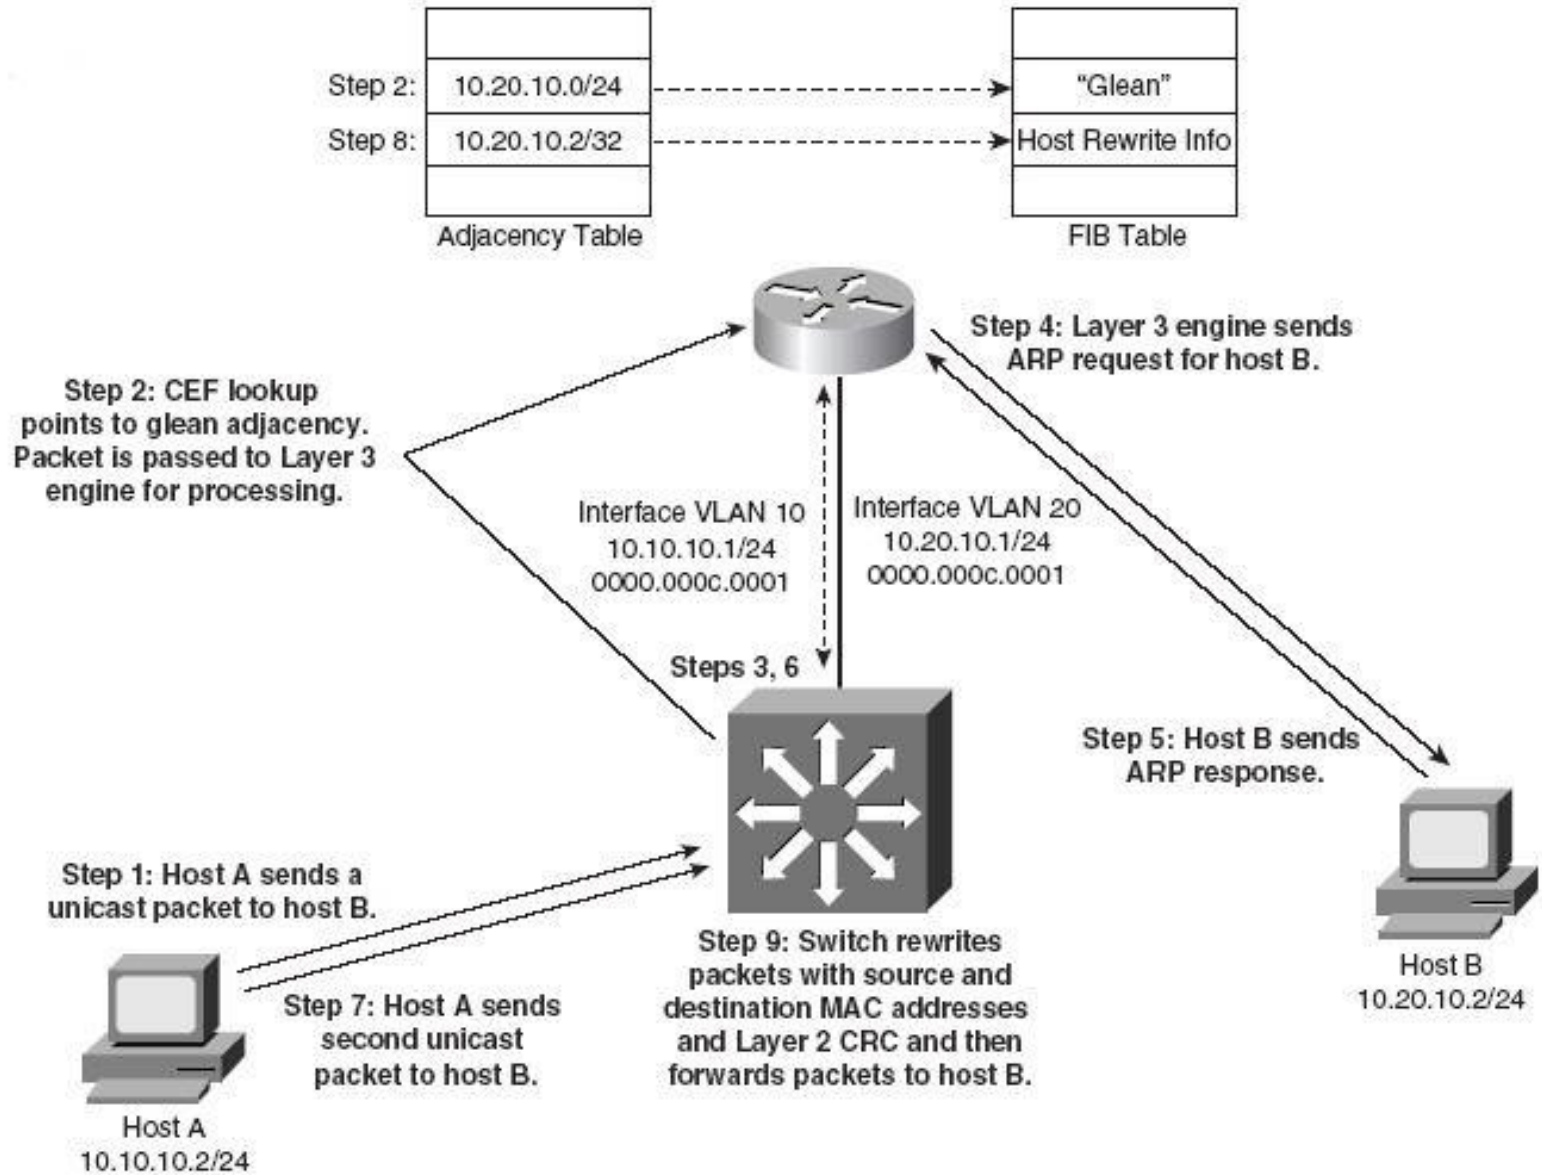 Step 2:
10.20.10.0/24
“Glean”
Step 8:
10.20.10.2/32
Host Rewrite Info
Adjacency Table
FIB Table
Step 4: Layer 3 engine sends
ARP request for host B.
Step 2: CEF lookup
points to glean adjacency.
Packet is passed to Layer 3
engine for processing.
Interface VLAN 10
10.10.10.1/24
0000.000c.0001
Interface VLAN 20
10.20.10.1/24
0000.000c.0001
Steps 3, 6
Step 5: Host B sends
ARP response.
Step 1: Host A sends a
unicast packet to host B.
Step 7: Host A sends
second unicast
packet to host B.
Step 9: Switch rewrites
packets with source and
destination MAC addresses
and Layer 2 CRC and then
forwards packets to host B.
Host B
10.20.10.2/24
Host A
10.10.10.2/24